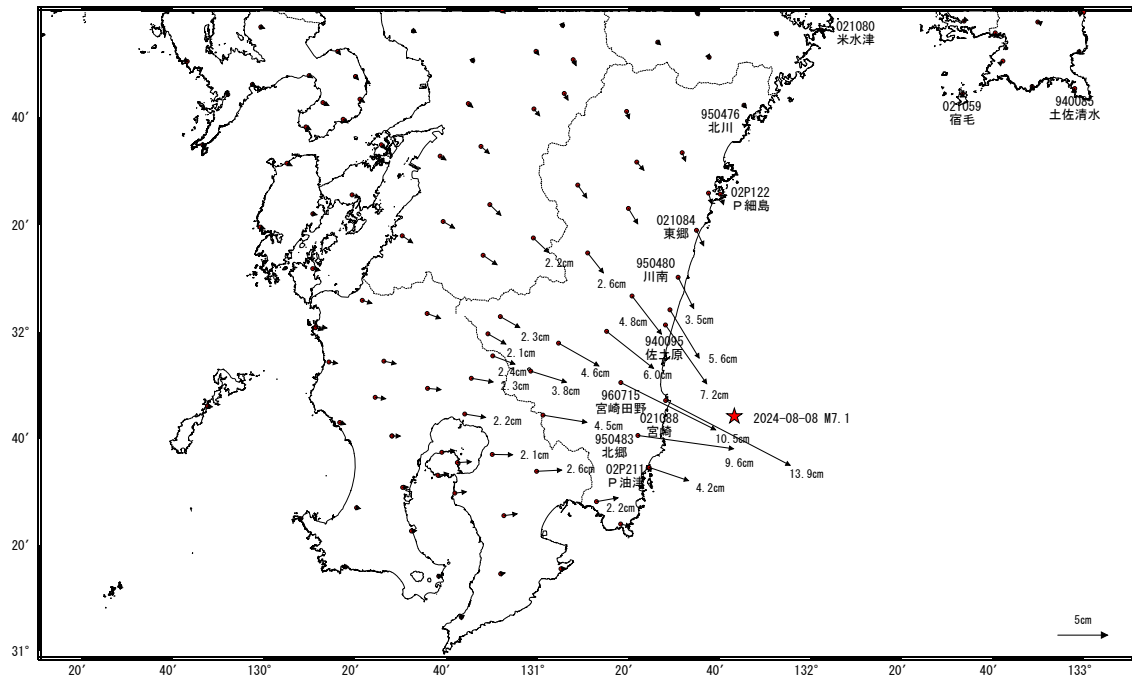 021080
米水津
40′
950476
北川
021059
宿毛
940085
土佐清水
02P122
P細島
20′
021084
東郷
2.2cm
950480
川南
2.6cm
32°
2.3cm
4.8cm
3.5cm
2.1cm
940095
佐土原
5.6cm
2.4cm
4.6cm
6.0cm
2.3cm
3.8cm
7.2cm
960715
宮崎田野
2024-08-08 M7.1
2.2cm
4.5cm
021088
宮崎
40′
950483
北郷
10.5cm
2.1cm
9.6cm
2.6cm
02P211
P油津
13.9cm
4.2cm
2.2cm
20′
5cm
31°
20′ 40′ 130° 20′ 40′ 131° 20′ 40′ 132° 20′ 40′ 133°